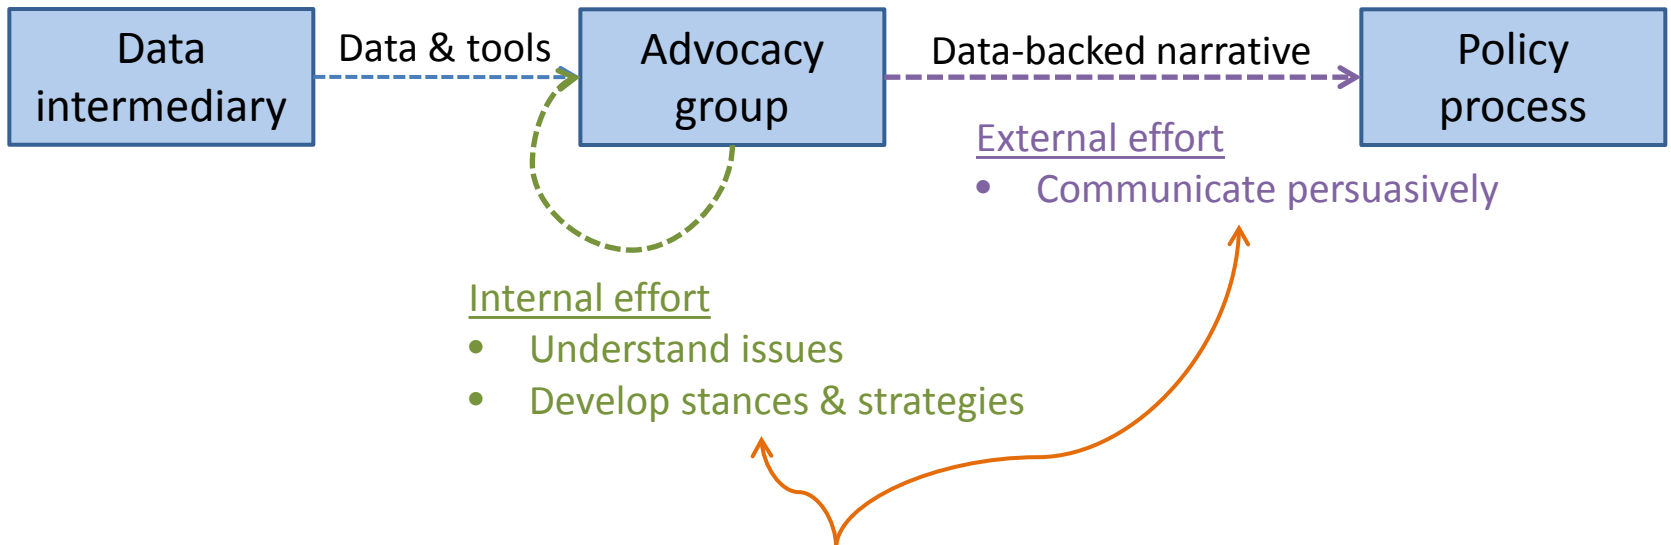 Data
intermediary
Data & tools
Advocacy
group
Data-backed narrative
Policy
process
External effort
• Communicate persuasively
Internal effort
• Understand issues
• Develop stances & strategies